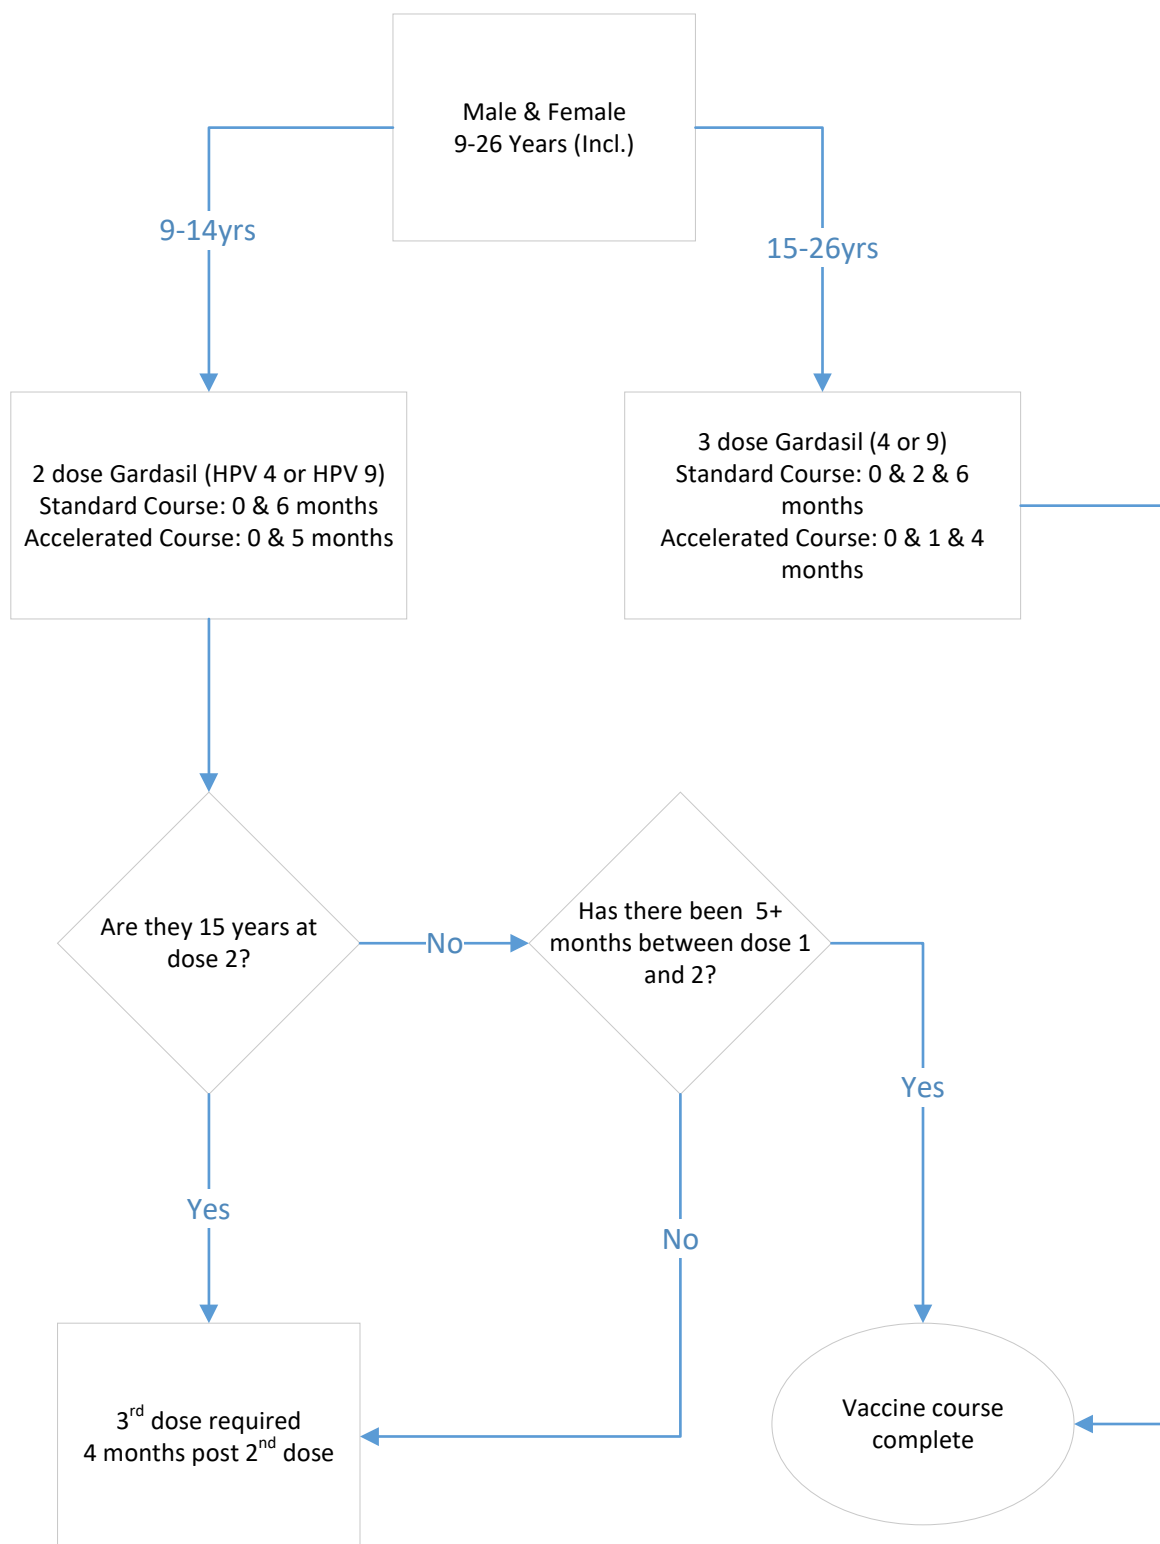 Male & Female
9-26 Years (Incl.)
9-14yrs
15-26yrs
2 dose Gardasil (HPV 4 or HPV 9)
Standard Course: 0 & 6 months
Accelerated Course: 0 & 5 months
3 dose Gardasil (4 or 9)
Standard Course: 0 & 2 & 6
months
Accelerated Course: 0 & 1 & 4
months
Are they 15 years at
dose 2?
No
Has there been  5+
months between dose 1
and 2?
Yes
Yes
No
3rd dose required
4 months post 2nd dose
Vaccine course
complete